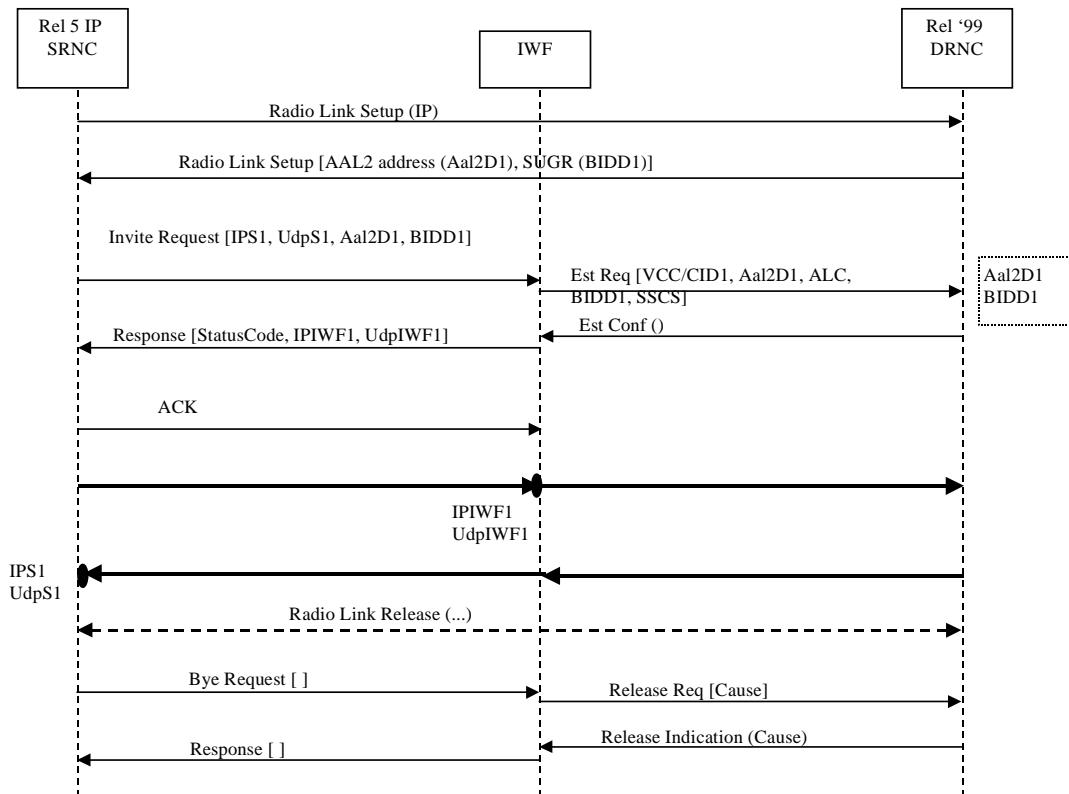 Rel 5 IP
SRNC
IWF
Rel ‘99
DRNC
Radio Link Setup (IP)
Radio Link Setup [AAL2 address (Aal2D1), SUGR (BIDD1)]
Invite Request [IPS1, UdpS1, Aal2D1, BIDD1]
Est Req [VCC/CID1, Aal2D1, ALC,
BIDD1, SSCS]
Aal2D1
BIDD1
Est Conf ()
Response [StatusCode, IPIWF1, UdpIWF1]
ACK
IPIWF1
UdpIWF1
IPS1
UdpS1
Radio Link Release (...)
Bye Request [ ]
Release Req [Cause]
Release Indication (Cause)
Response [ ]